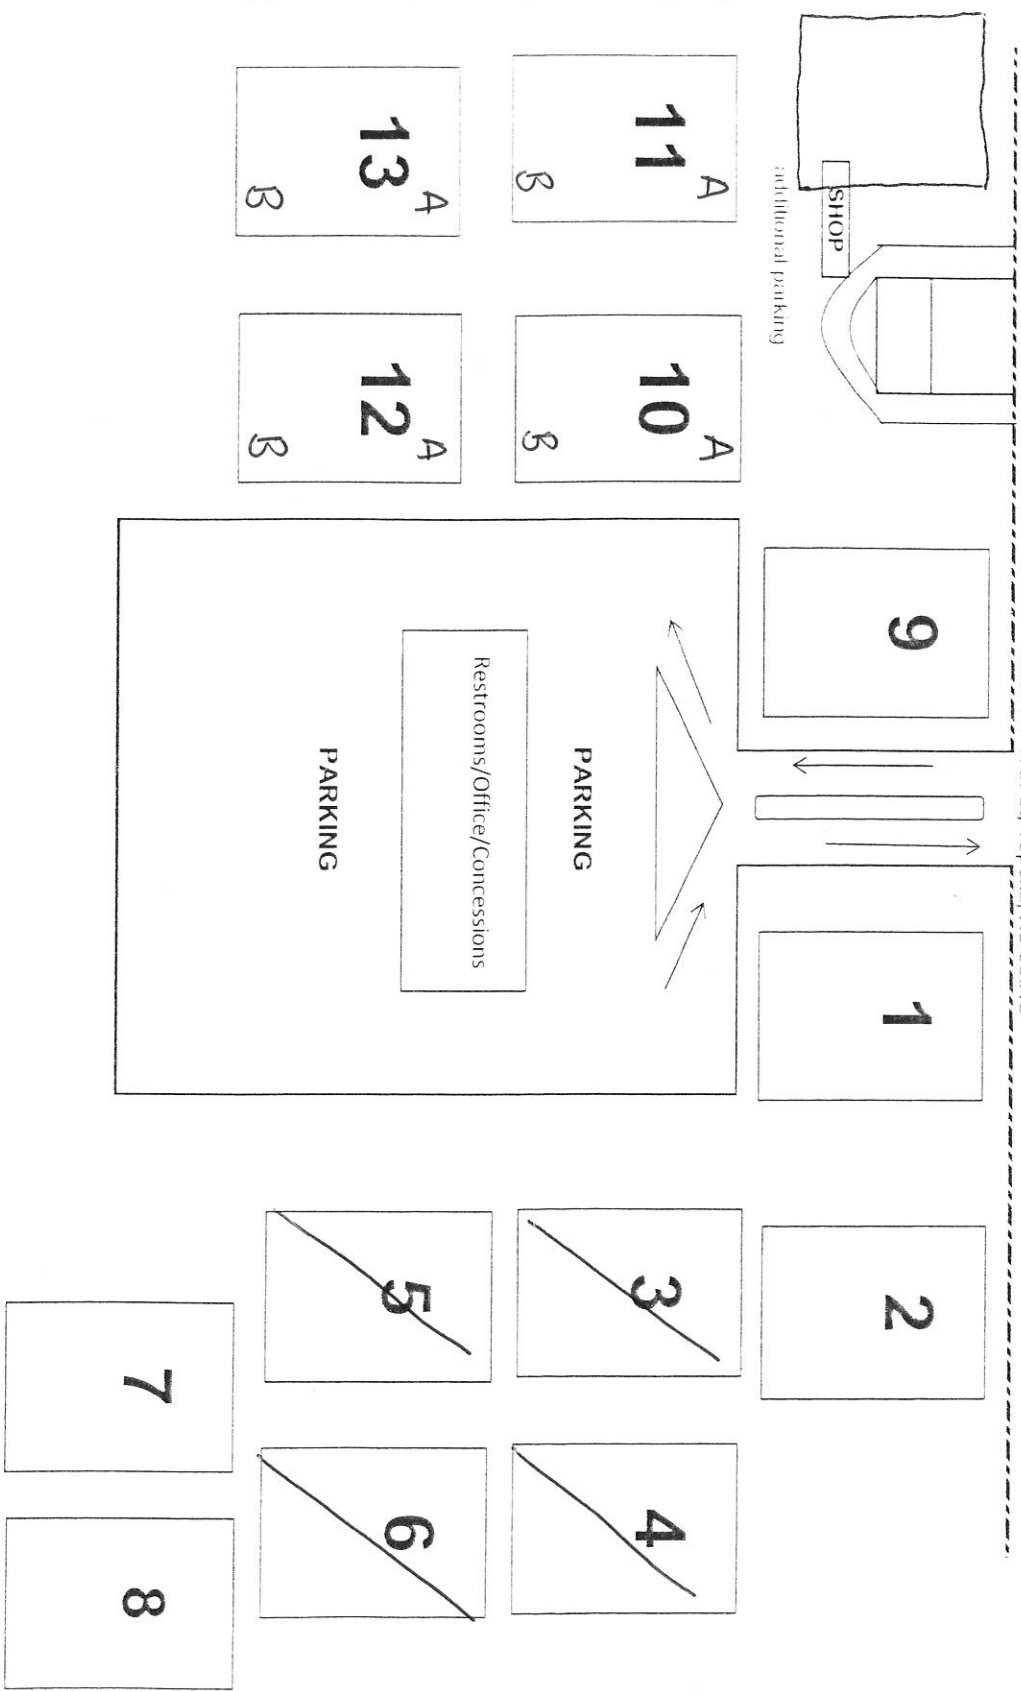 SHOP
additional parking
13
A
B
11
A
B
12
A
B
10
A
B
9
1
2
PARKING
Restrooms/Office/Concessions
PARKING
3
4
5
6
7
8